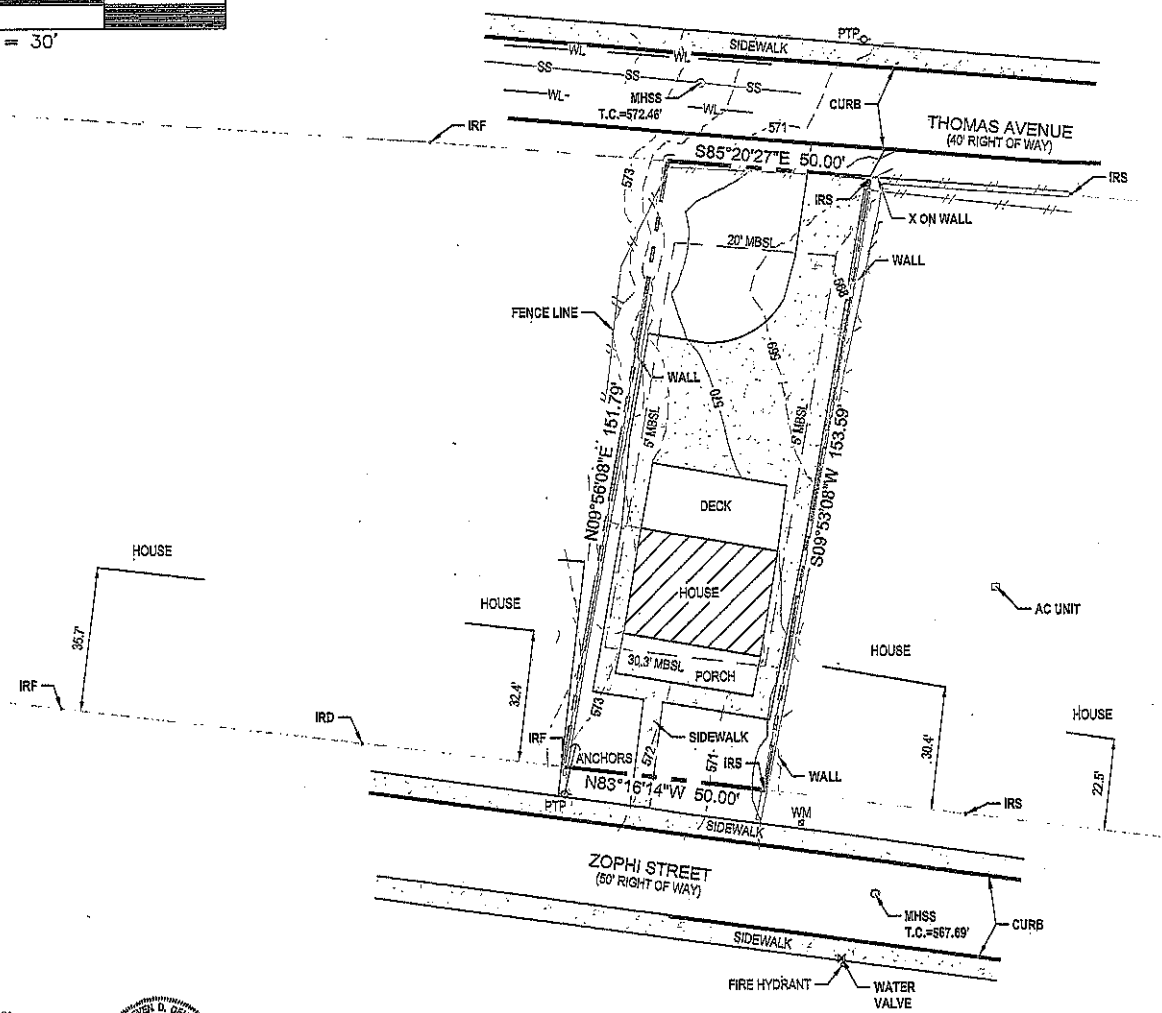 = 30'
PTP
SIDEWALK
WL
WL
SS
SS
SS
WL
WL
MHSS
T.C.=572.46'
CURB
THOMAS AVENUE
(40' RIGHT OF WAY)
IRF
571
S85°20'27"E 50.00'
573
IRS
IRS
X ON WALL
20' MBSL
WALL
568
FENCE LINE
569
WALL
570
N09°56'08"E 151.79'
5' MBSL
5' MBSL
S09°53'08"W 153.59'
DECK
HOUSE
HOUSE
HOUSE
AC UNIT
HOUSE
35.7'
32.4'
30.3' MBSL
PORCH
IRF
573
30.4'
HOUSE
IRD
IRF
SIDEWALK
572
571
22.5'
ANCHORS
IRS
WALL
N83°16'14"W 50.00'
IRS
PTP
WM
SIDEWALK
ZOPHI STREET
(50' RIGHT OF WAY)
MHSS
T.C.=567.69'
CURB
SIDEWALK
FIRE HYDRANT
WATER
VALVE